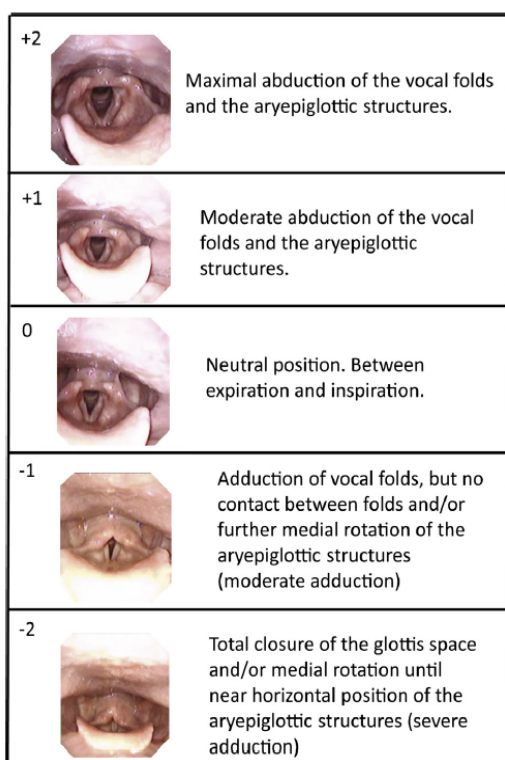 +2
Maximal abduction of the vocal folds
and the aryepiglottic structures.
+1
Moderate abduction of the vocal
folds and the aryepiglottic
structures.
0
Neutral position. Between
expiration and inspiration.
-1
Adduction of vocal folds, but no
contact between folds and/or
further medial rotation of the
aryepiglottic structures
(moderate adduction)
-2
Total closure of the glottis space
and/or medial rotation until
near horizontal position of the
aryepiglottic structures (severe
adduction)